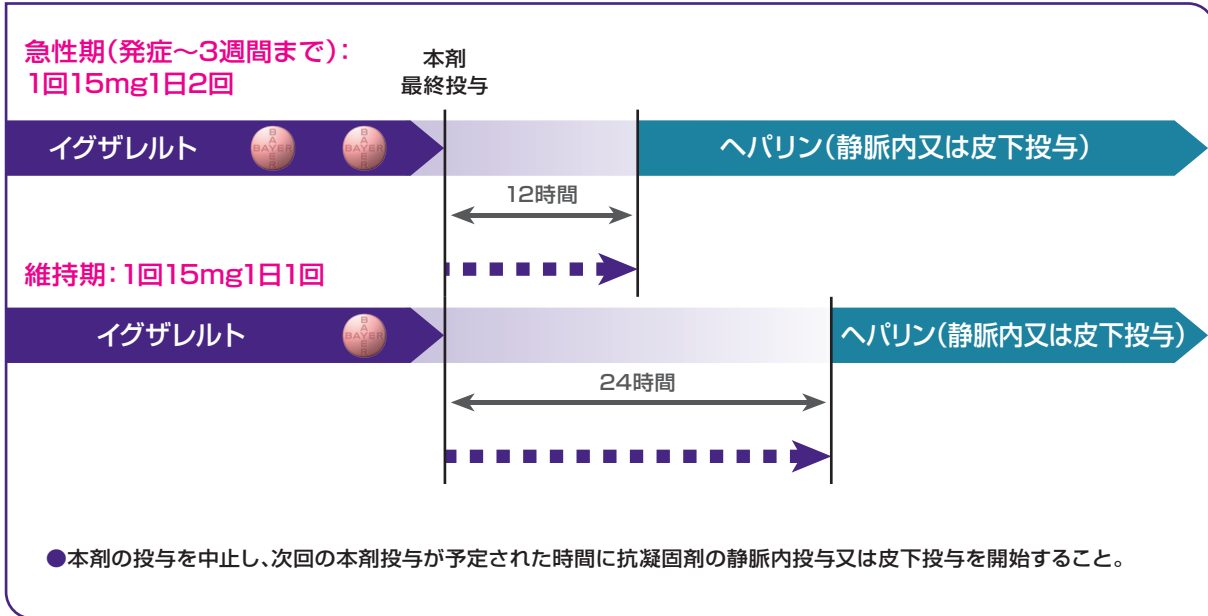 急性期(発症～3週間まで):
1回15mg1日2回
本剤
最終投与
イグザレルト
BAYER
BAYER
BAYER
BAYER
ヘパリン(静脈内又は皮下投与)
12時間
維持期:1回15mg1日1回
イグザレルト
BAYER
BAYER
ヘパリン(静脈内又は皮下投与)
24時間
●本剤の投与を中止し、次回の本剤投与が予定された時間に抗凝固剤の静脈内投与又は皮下投与を開始すること。